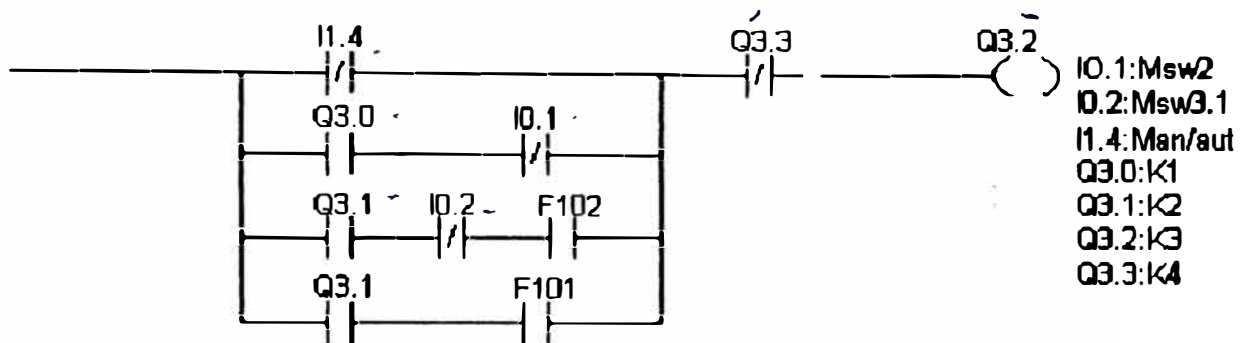 I1.4
Q3.3
Q3.2
I0.1:Msw2
I0.2:Msw3.1
I1.4:Man/aut
Q3.0:K1
Q3.1:K2
Q3.2:K3
Q3.3:K4
Q3.0
I0.1
Q3.1
I0.2
F102
Q3.1
F101